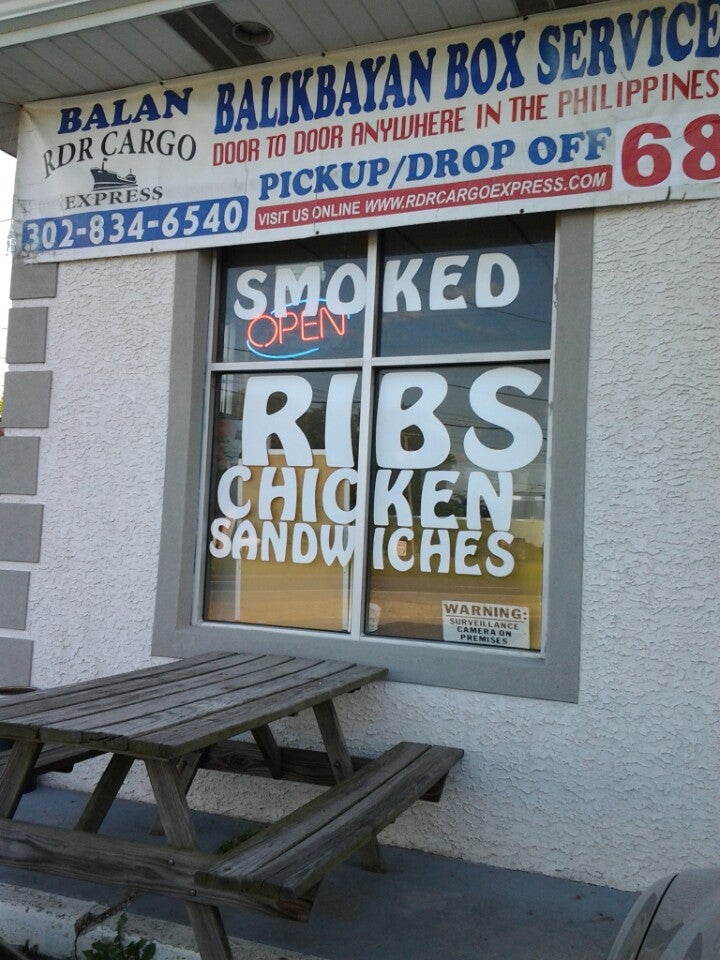 BALAN
RDR CARGO
EXPRESS
302-834-6540
BALIKBAYAN BOX SERVICE
DOOR TO DOOR ANYWHERE IN THE PHILIPPINES
PICKUP/DROP OFF
68
VISIT US ONLINE WWW.RDRCARGOEXPRESS.COM
SMOKED
OPEN
RIBS
CHICKEN
SANDWICHES
WARNING:
SURVEILLANCE
CAMERA ON
PREMISES